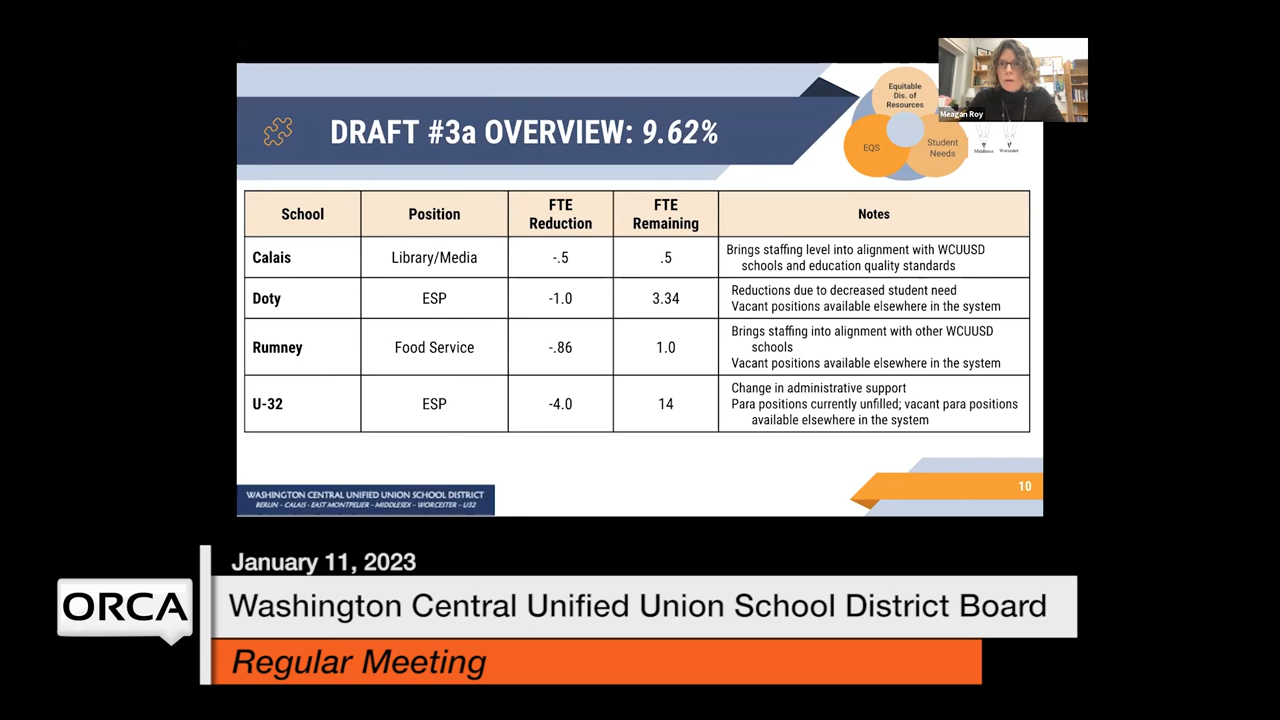 Equitable
Dis. of
Resources
EQS
Student
Needs
Meagan Roy
Middlesex
Worcester
DRAFT #3a OVERVIEW: 9.62%
School
Position
FTE
Reduction
FTE
Remaining
Notes
Calais
Library/Media
-.5
.5
Brings staffing level into alignment with WCUUSD
schools and education quality standards
Doty
ESP
-1.0
3.34
Reductions due to decreased student need
Vacant positions available elsewhere in the system
Rumney
Food Service
-.86
1.0
Brings staffing into alignment with other WCUUSD
schools
Vacant positions available elsewhere in the system
U-32
ESP
-4.0
14
Change in administrative support
Para positions currently unfilled; vacant para positions
available elsewhere in the system
WASHINGTON CENTRAL UNIFIED UNION SCHOOL DISTRICT
BERLIN - CALAIS - EAST MONTPELIER - MIDDLESEX - WORCESTER - U32
10
January 11, 2023
ORCA
Washington Central Unified Union School District Board
Regular Meeting